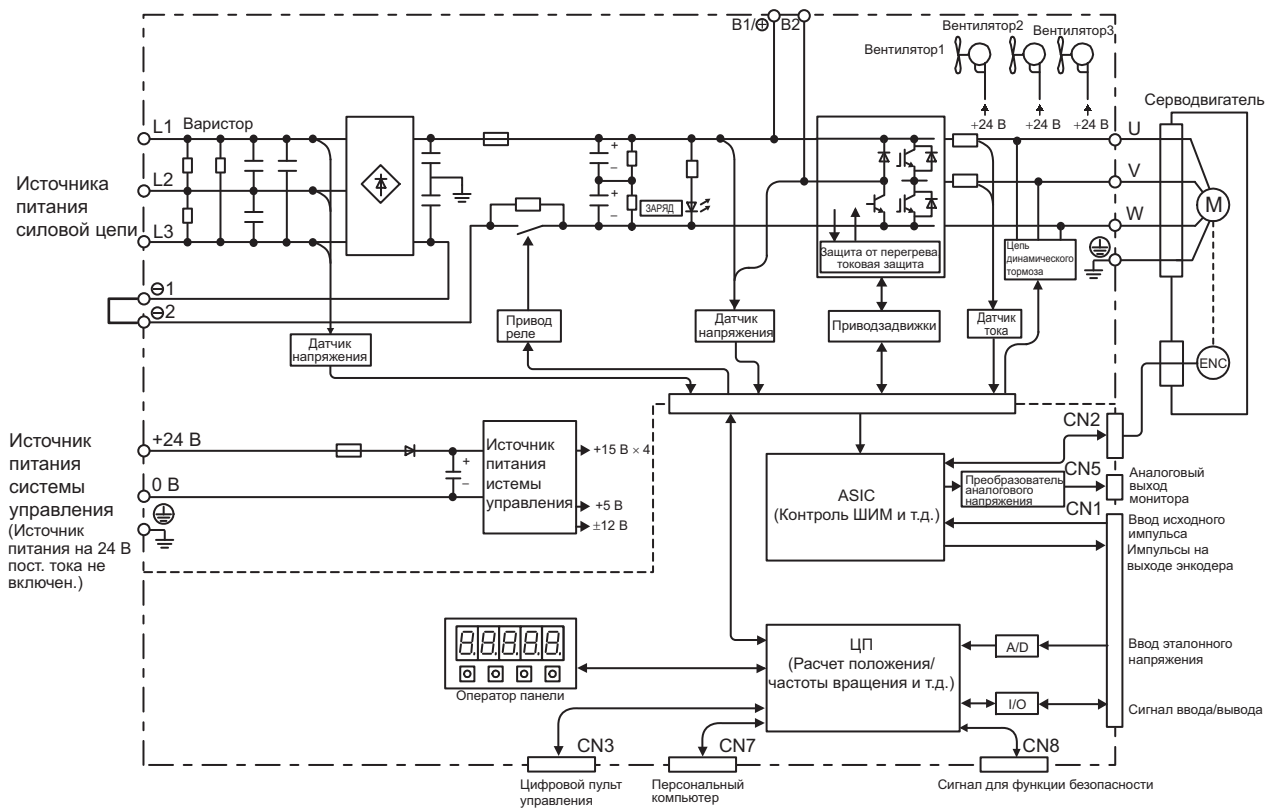 B1/⊕
B2
Вентилятор1
Вентилятор2
Вентилятор3
+24 В
+24 В
+24 В
Серводвигатель
L1
Варистор
L2
L3
Источника
питания
силовой цепи
⊖1
⊖2
+
–
+
–
ЗАРЯД
Защита от перегрева
токовая защита
U
V
W
M
Цепь
динамического
тормоза
Датчик
напряжения
Привод
реле
Датчик
напряжения
Приводзадвижки
Датчик
тока
ENC
Источник
питания
системы
управления
(Источник
питания на 24 В
пост. тока не
включен.)
+24 В
0 В
+
–
Источник
питания
истемы
управления
+15 В × 4
+5 В
±12 В
ASIC
(Контроль ШИМ и т.д.)
Преобразователь
аналогового
напряжения
CN2
CN5
CN1
Аналоговый
выход
монитора
Ввод исходного
импульса
Импульсы на
выходе энкодера
8.8.8.8.8.
Оператор панели
ЦП
(Расчет положения/
частоты вращения и т.д.)
A/D
I/O
Ввод эталонного
напряжения
Сигнал ввода/вывода
CN3
CN7
CN8
Цифровой пульт
управления
Персональный
компьютер
Сигнал для функции безопасности